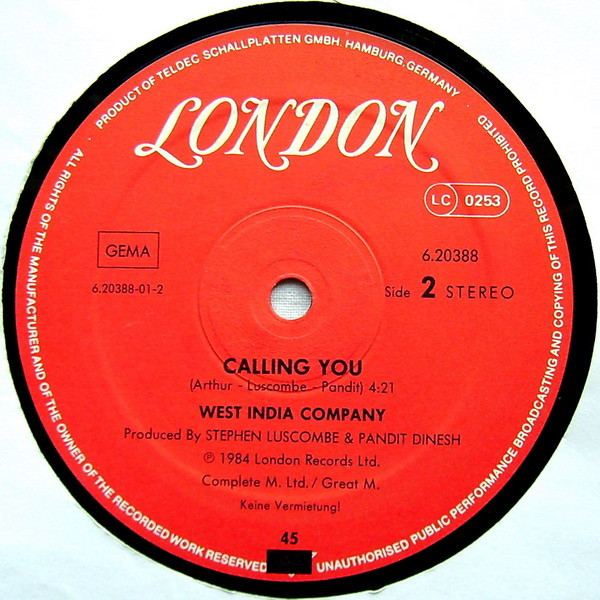 PRODUCT OF TELDEC SCHALLPLATTEN GMBH. HAMBURG. GERMANY
LONDON
LC 0253
GEMA
6.20388
6.20388-01-2
Side 2 STEREO
CALLING YOU
(Arthur - Luscombe - Pandit) 4:21
WEST INDIA COMPANY
Produced By STEPHEN LUSCOMBE & PANDIT DINESH
℗ 1984 London Records Ltd.
Complete M. Ltd./ Great M.
Keine Vermietung!
45
ALL RIGHTS OF THE MANUFACTURER AND OF THE OWNER OF THE RECORDED WORK RESERVED
UNAUTHORISED PUBLIC PERFORMANCE BROADCASTING AND COPYING OF THIS RECORD PROHIBITED